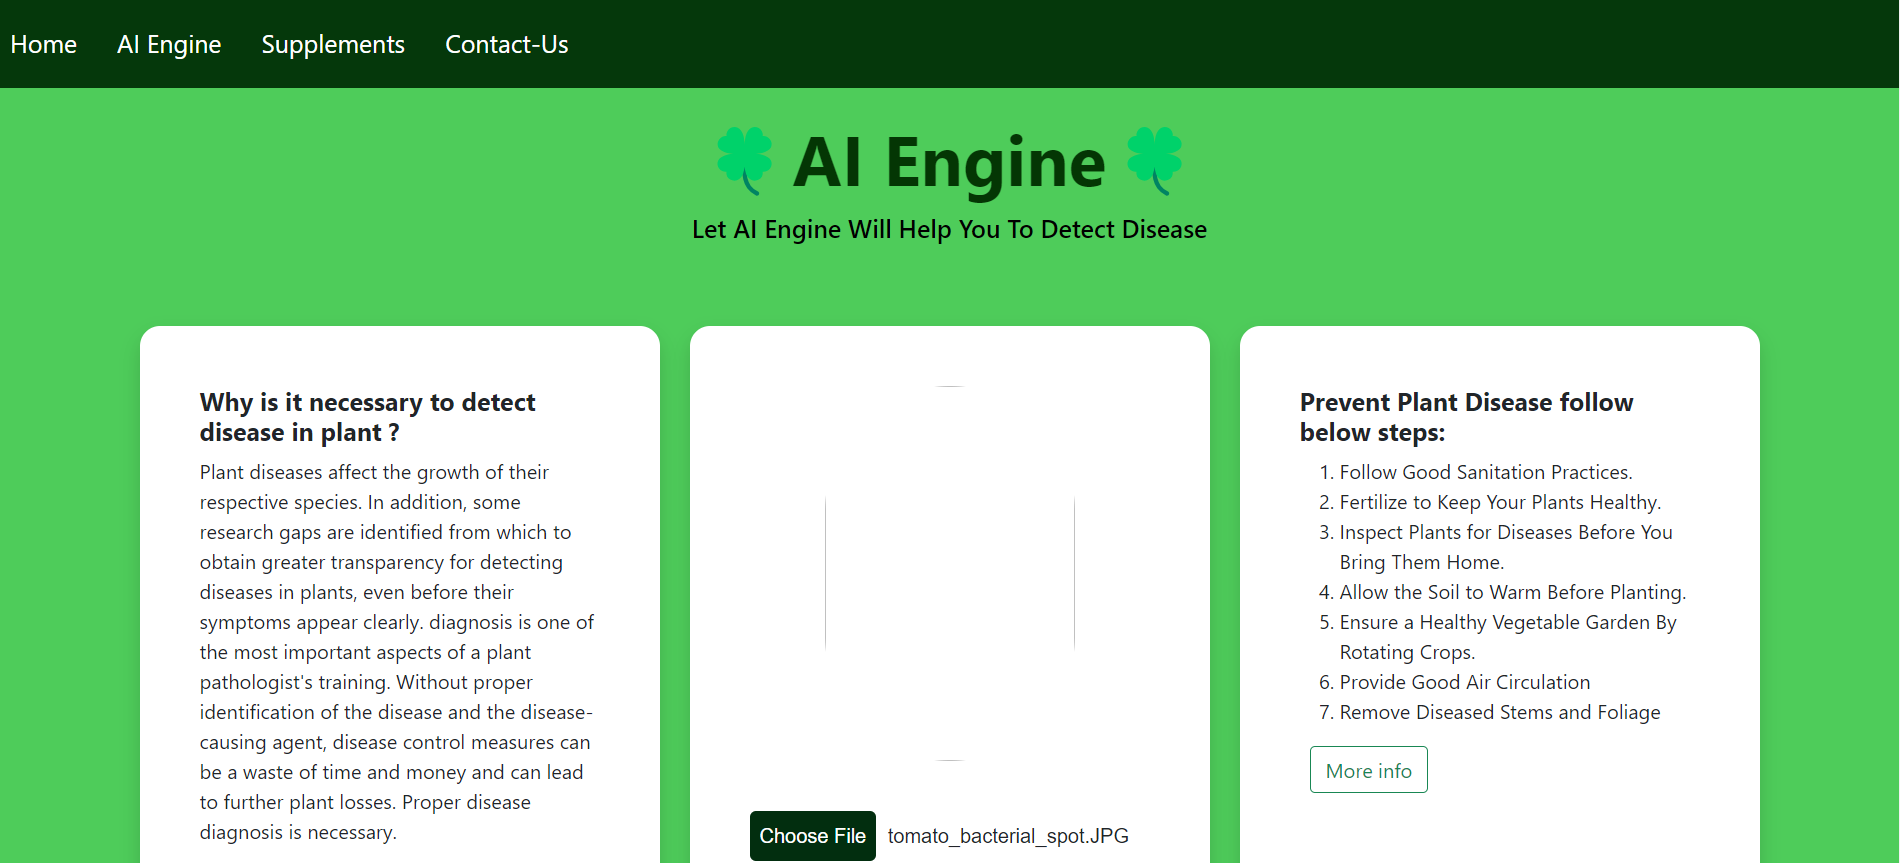 Home AI Engine Supplements Contact-Us
AI Engine
Let AI Engine Will Help You To Detect Disease
Why is it necessary to detect
disease in plant ?
Plant diseases affect the growth of their
respective species. In addition, some
research gaps are identified from which to
obtain greater transparency for detecting
diseases in plants, even before their
symptoms appear clearly. diagnosis is one of
the most important aspects of a plant
pathologist's training. Without proper
identification of the disease and the disease-
causing agent, disease control measures can
be a waste of time and money and can lead
to further plant losses. Proper disease
diagnosis is necessary.
Choose File tomato_bacterial_spot.JPG
Prevent Plant Disease follow
below steps:
1. Follow Good Sanitation Practices.
2. Fertilize to Keep Your Plants Healthy.
3. Inspect Plants for Diseases Before You
Bring Them Home.
4. Allow the Soil to Warm Before Planting.
5. Ensure a Healthy Vegetable Garden By
Rotating Crops.
6. Provide Good Air Circulation
7. Remove Diseased Stems and Foliage
More info